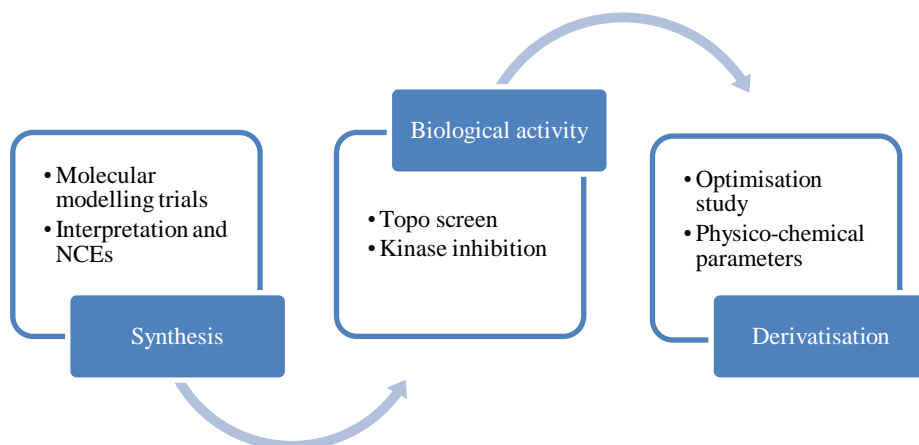 • Molecular
modelling trials
• Interpretation and
NCEs
Synthesis
Biological activity
• Topo screen
• Kinase inhibition
• Optimisation
study
• Physico-chemical
parameters
Derivatisation